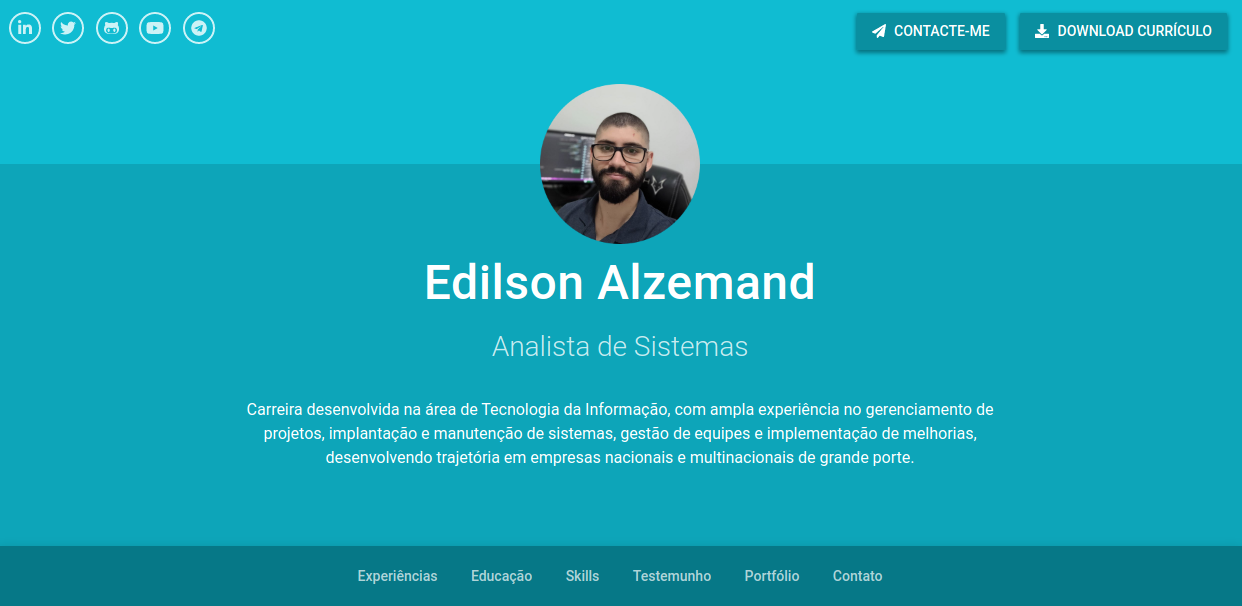 CONTACTE-ME
DOWNLOAD CURRÍCULO
Edilson Alzemand
Analista de Sistemas
Carreira desenvolvida na área de Tecnologia da Informação, com ampla experiência no gerenciamento de
projetos, implantação e manutenção de sistemas, gestão de equipes e implementação de melhorias,
desenvolvendo trajetória em empresas nacionais e multinacionais de grande porte.
Experiências Educação Skills Testemunho Portfólio Contato